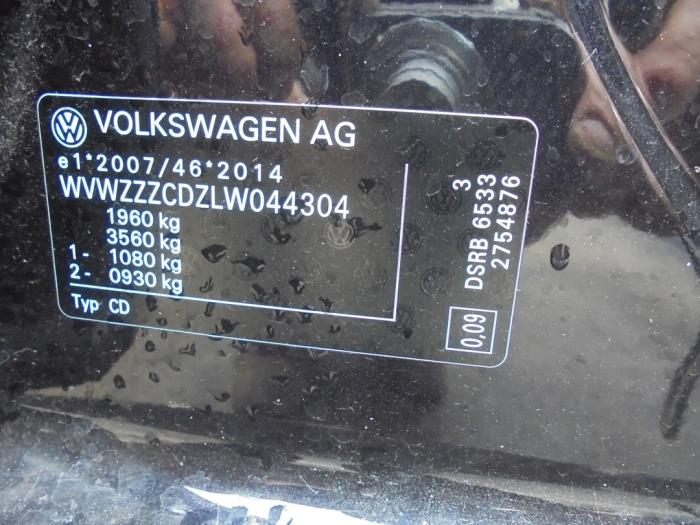 VOLKSWAGEN AG
e1*2007/46*2014
WVWZZZCDZLW044304
1960 kg
3560 kg
1- 1080 kg
2- 0930 kg
Typ CD
3
DSRB 6533
2754876
0,09